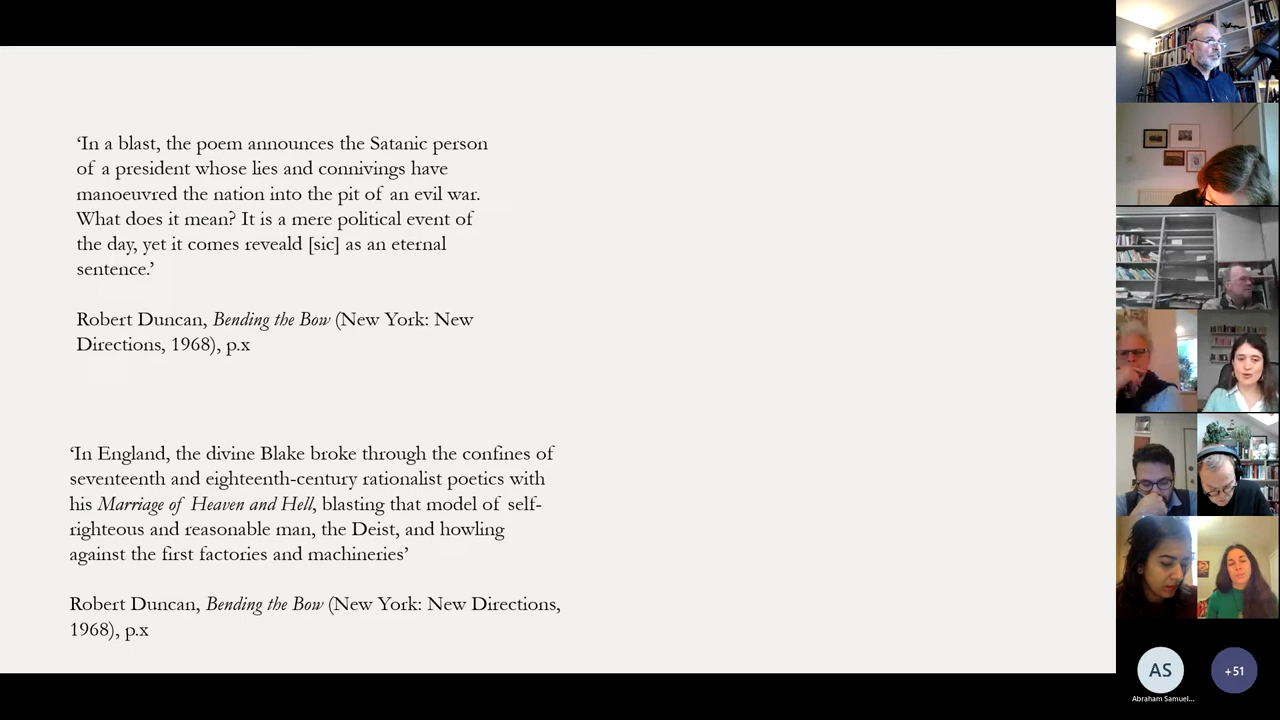 ‘In a blast, the poem announces the Satanic person
of a president whose lies and connivings have
manoeuvred the nation into the pit of an evil war.
What does it mean? It is a mere political event of
the day, yet it comes reveald [sic] as an eternal
sentence.’
Robert Duncan, Bending the Bow (New York: New
Directions, 1968), p.x
‘In England, the divine Blake broke through the confines of
seventeenth and eighteenth-century rationalist poetics with
his Marriage of Heaven and Hell, blasting that model of self-
righteous and reasonable man, the Deist, and howling
against the first factories and machineries’
Robert Duncan, Bending the Bow (New York: New Directions,
1968), p.x
AS
+51
Abraham Samuel...